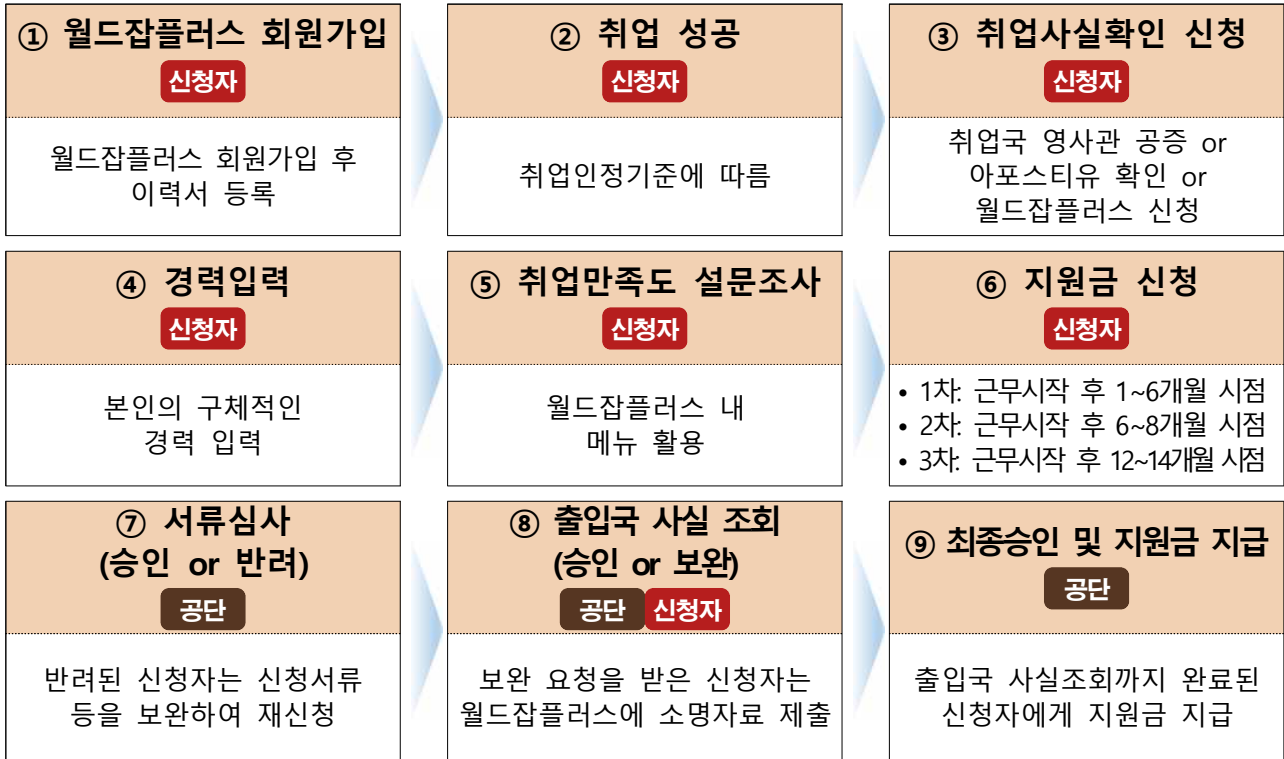 ① 월드잡플러스 회원가입
신청자
월드잡플러스 회원가입 후
이력서 등록
② 취업 성공
신청자
취업인정기준에 따름
③ 취업사실확인 신청
신청자
취업국 영사관 공증 or
아포스티유 확인 or
월드잡플러스 신청
④ 경력입력
신청자
본인의 구체적인
경력 입력
⑤ 취업만족도 설문조사
신청자
월드잡플러스 내
메뉴 활용
⑥ 지원금 신청
신청자
• 1차: 근무시작 후 1~6개월 시점
• 2차: 근무시작 후 6~8개월 시점
• 3차: 근무시작 후 12~14개월 시점
⑦ 서류심사
(승인 or 반려)
공단
반려된 신청자는 신청서류
등을 보완하여 재신청
⑧ 출입국 사실 조회
(승인 or 보완)
공단 신청자
보완 요청을 받은 신청자는
월드잡플러스에 소명자료 제출
⑨ 최종승인 및 지원금 지급
공단
출입국 사실조회까지 완료된
신청자에게 지원금 지급